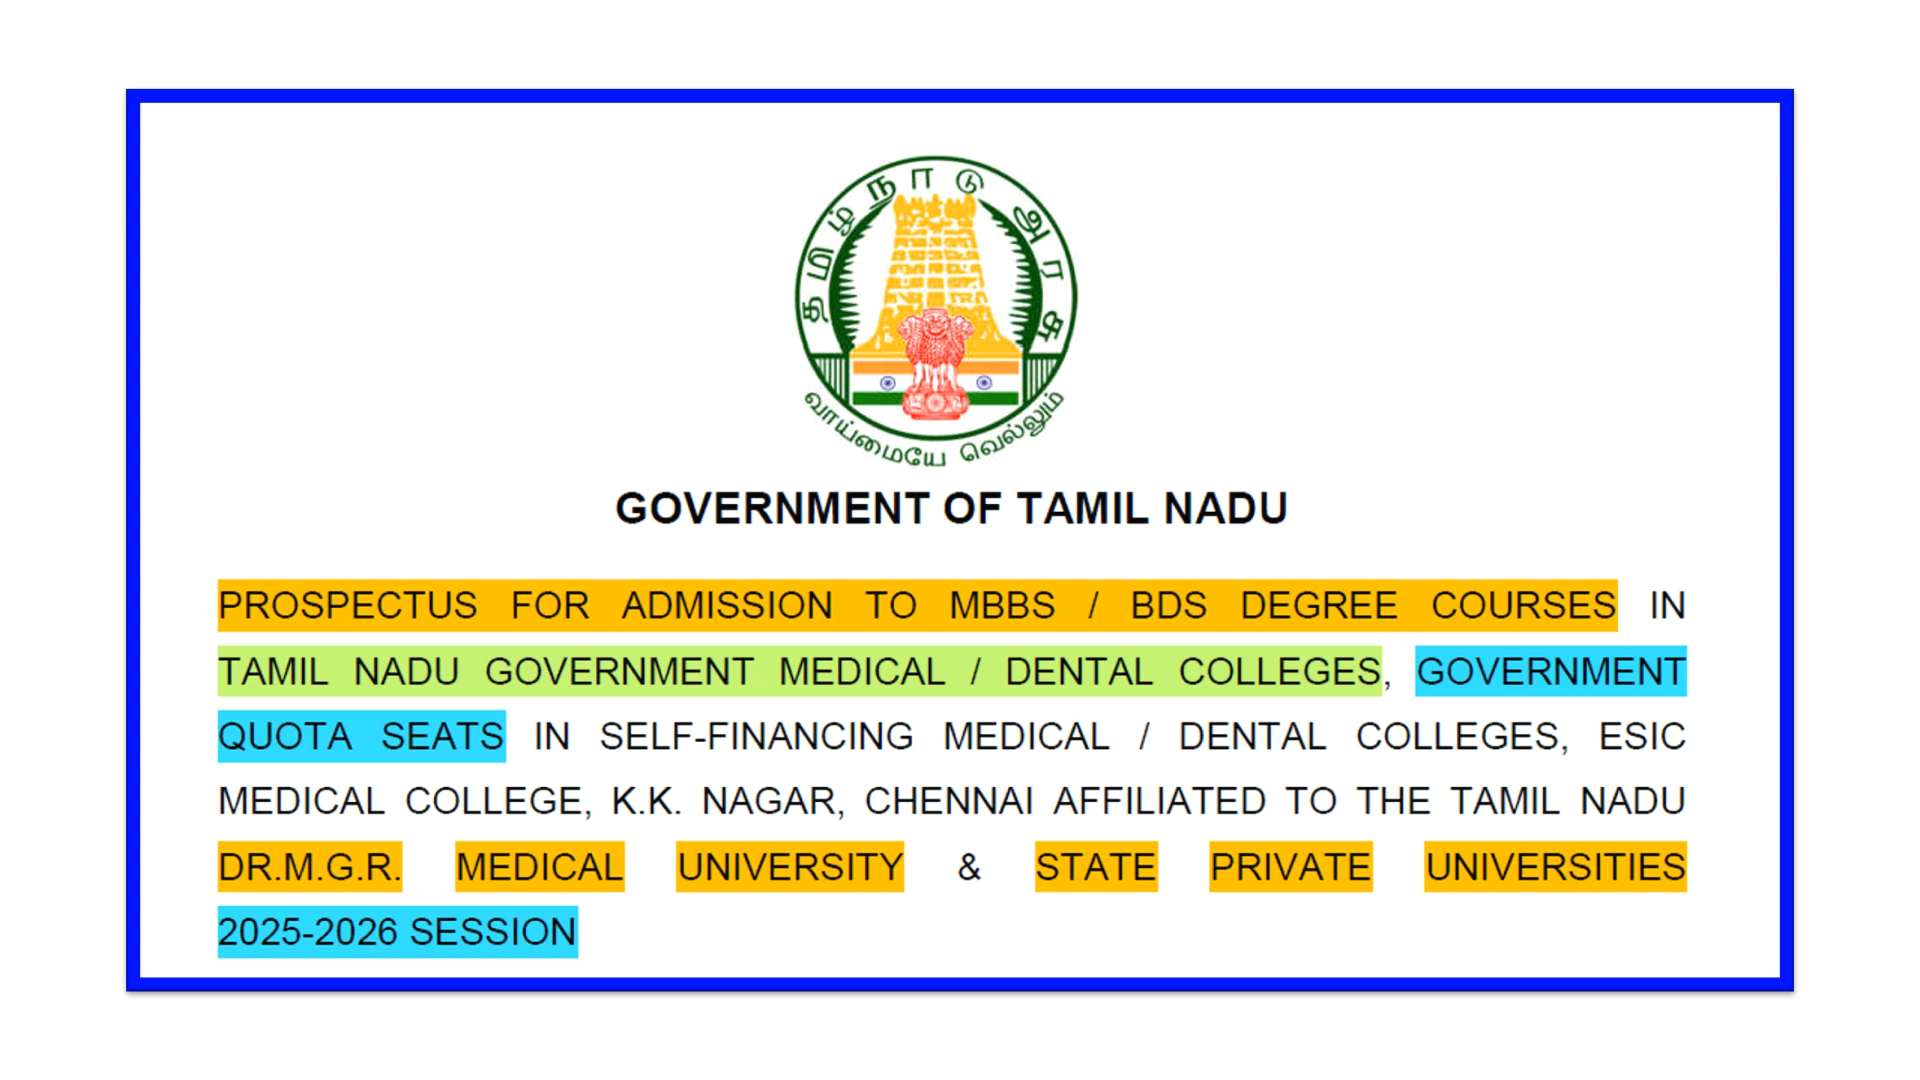 தமிழ்நாடு அரசு
வாய்மையே வெல்லும்
GOVERNMENT OF TAMIL NADU
PROSPECTUS FOR ADMISSION TO MBBS / BDS DEGREE COURSES IN
TAMIL NADU GOVERNMENT MEDICAL / DENTAL COLLEGES, GOVERNMENT
QUOTA SEATS IN SELF-FINANCING MEDICAL / DENTAL COLLEGES, ESIC
MEDICAL COLLEGE, K.K. NAGAR, CHENNAI AFFILIATED TO THE TAMIL NADU
DR.M.G.R. MEDICAL UNIVERSITY & STATE PRIVATE UNIVERSITIES
2025-2026 SESSION